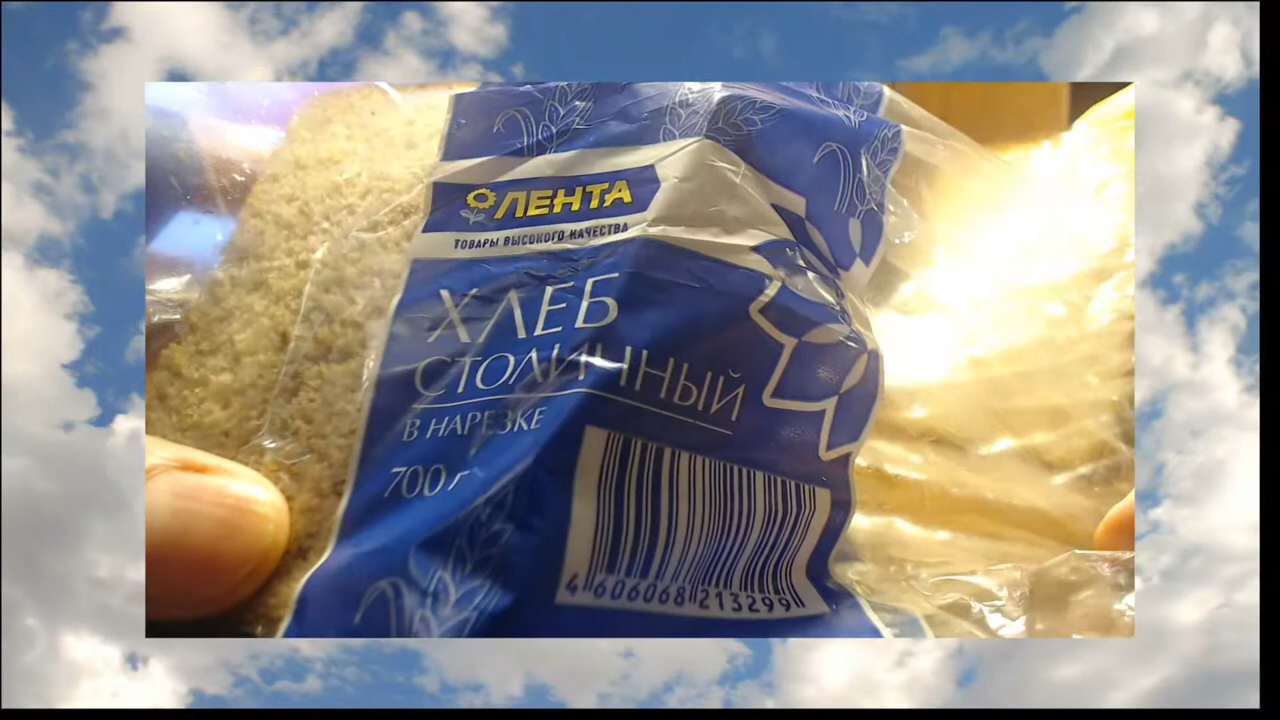 ЛЕНТА
ТОВАРЫ ВЫСОКОГО КАЧЕСТВА
ХЛЕБ
СТОЛИЧНЫЙ
В НАРЕЗКЕ
700 г
4 606068 213299